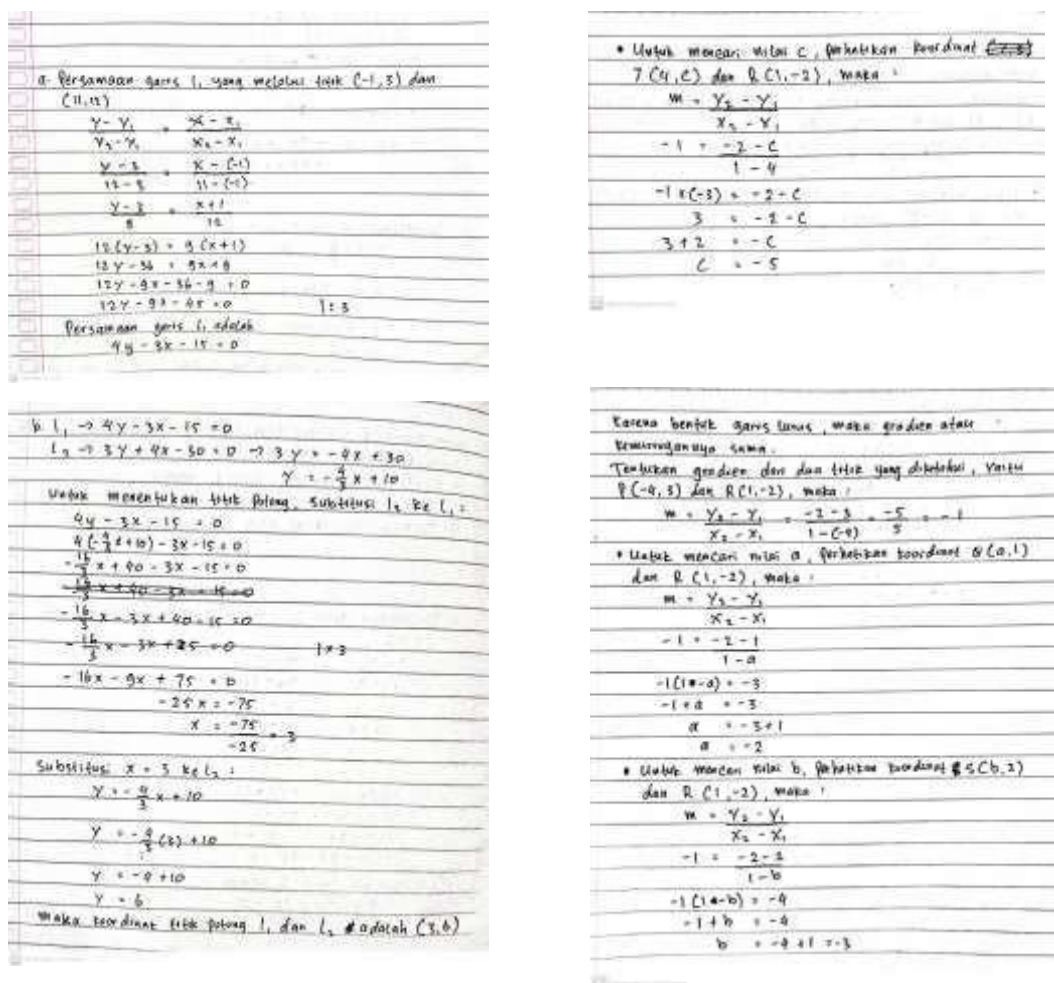 a. Persamaan garis l₁ yang melalui titik (-1, 3) dan
(11, 12)
y - y₁ / y₂ - y₁ = x - x₁ / x₂ - x₁
y - 3 / 12 - 3 = x - (-1) / 11 - (-1)
y - 3 / 9 = x + 1 / 12
12(y-3) = 9(x+1)
12y - 36 = 9x + 9
12y - 9x - 36 - 9 = 0
12y - 9x - 45 = 0 | : 3
Persamaan garis l₁ adalah
4y - 3x - 15 = 0
b. l₁ → 4y - 3x - 15 = 0
l₂ → 3y + 4x - 30 = 0 → 3y = -4x + 30
y = -4/3 x + 10
Untuk menentukan titik potong, substitusi l₂ ke l₁ :
4y - 3x - 15 = 0
4(-4/3 x + 10) - 3x - 15 = 0
-16/3 x + 40 - 3x - 15 = 0
-16/3 x + 40 - 3x - 15 = 0
-16/3 x - 3x + 40 - 15 = 0
-16/3 x - 3x + 25 = 0 | × 3
-16x - 9x + 75 = 0
-25x = -75
x = -75 / -25 = 3
Substitusi x = 3 ke l₂ :
y = -4/3 x + 10
y = -4/3 (3) + 10
y = -4 + 10
y = 6
maka koordinat titik potong l₁ dan l₂ adalah (3, 6)
• Untuk mencari nilai c, perhatikan koordinat
T(4, c) dan R(1, -2), maka :
m = y₂ - y₁ / x₂ - x₁
-1 = -2 - c / 1 - 4
-1 × (-3) = -2 - c
3 = -2 - c
3 + 2 = -c
c = -5
Karena bentuk garis lurus, maka gradien atau
kemiringannya sama.
Tentukan gradien dari dua titik yang diketahui, yaitu
P(-4, 3) dan R(1, -2), maka :
m = y₂ - y₁ / x₂ - x₁ = -2 - 3 / 1 - (-4) = -5 / 5 = -1
• Untuk mencari nilai a, perhatikan koordinat Q(a, 1)
dan R(1, -2), maka :
m = y₂ - y₁ / x₂ - x₁
-1 = -2 - 1 / 1 - a
-1(1 - a) = -3
-1 + a = -3
a = -3 + 1
a = -2
• Untuk mencari nilai b, perhatikan koordinat S(b, 2)
dan R(1, -2), maka :
m = y₂ - y₁ / x₂ - x₁
-1 = -2 - 2 / 1 - b
-1(1 - b) = -4
-1 + b = -4
b = -4 + 1 = -3